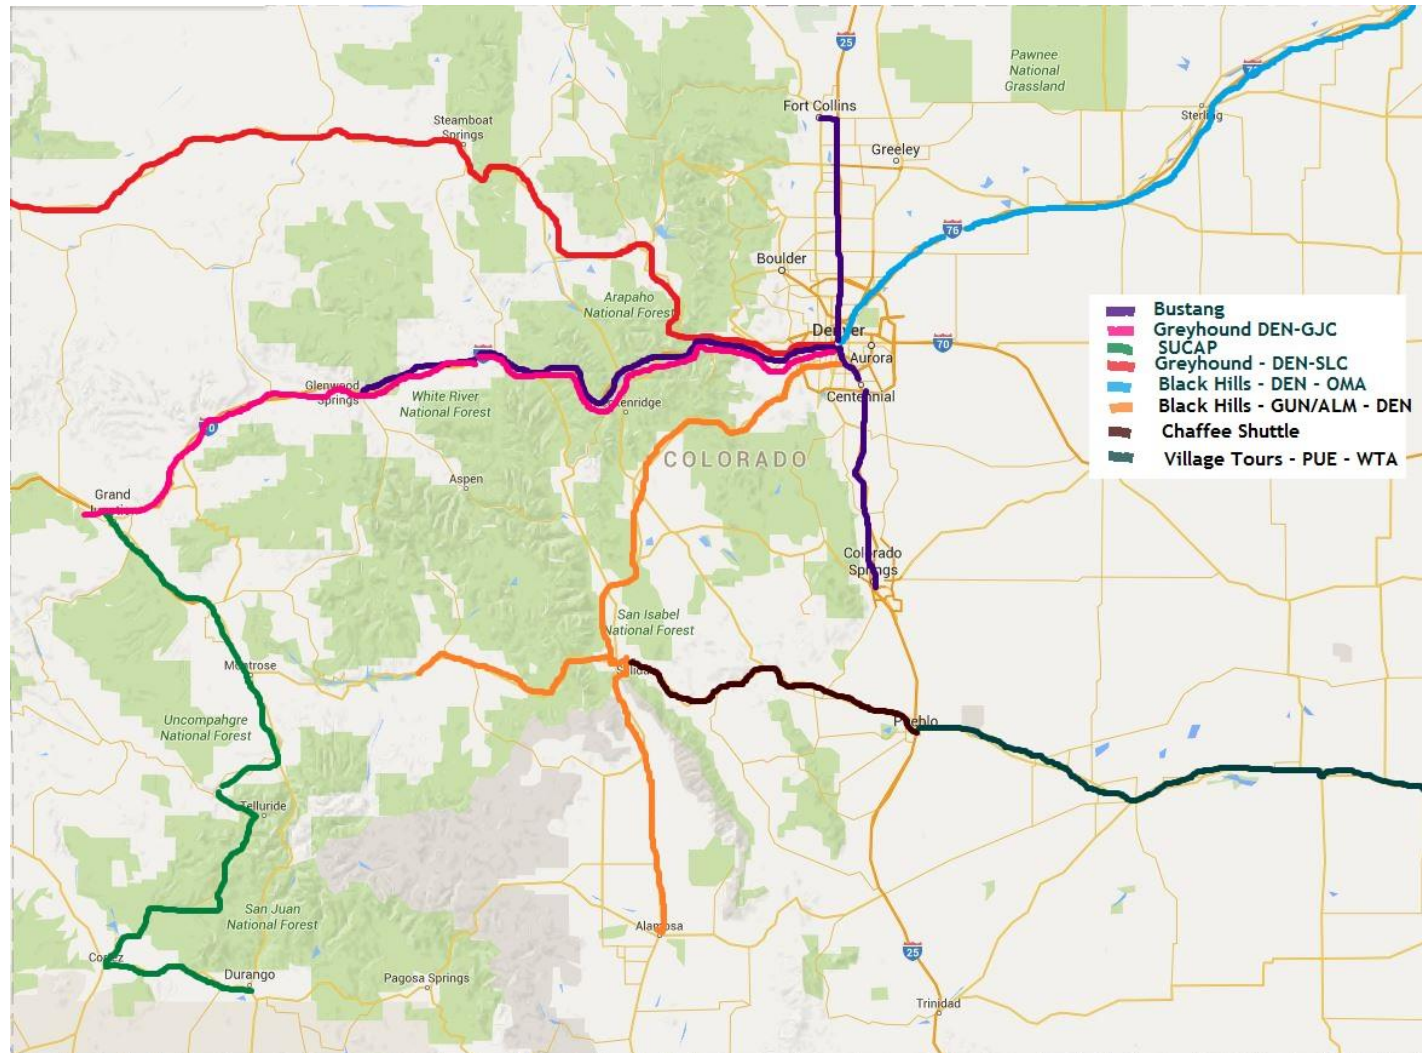 25
Pawnee
National
Grassland
Fort Collins
Steamboat
Springs
Sterling
Greeley
76
Boulder
Arapaho
National Forest
Denver
70
Aurora
Glenwood
Springs
White River
National Forest
Centennial
COLORADO
Aspen
Grand
Colorado
Springs
San Isabel
National Forest
Montrose
Pueblo
Uncompahgre
National Forest
Telluride
San Juan
National Forest
Alamosa
Cortez
Durango
Pagosa Springs
25
Trinidad
Bustang
Greyhound DEN-GJC
SUCAP
Greyhound - DEN-SLC
Black Hills - DEN - OMA
Black Hills - GUN/ALM - DEN
Chaffee Shuttle
Village Tours - PUE - WTA